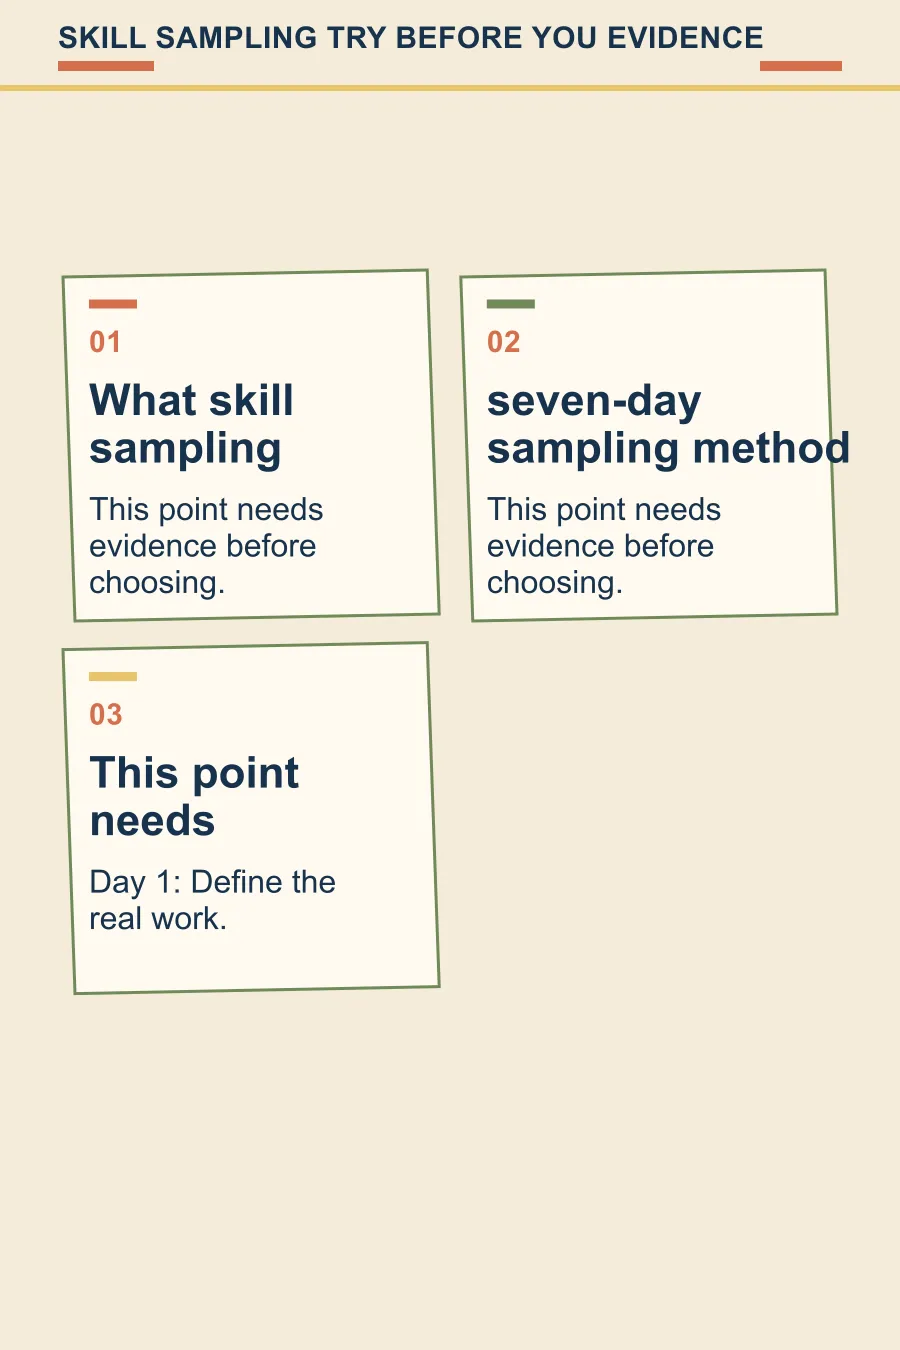 SKILL SAMPLING TRY BEFORE YOU EVIDENCE
01
What skill
sampling
This point needs
evidence before
choosing.
02
seven-day
sampling method
This point needs
evidence before
choosing.
03
This point
needs
Day 1: Define the
real work.